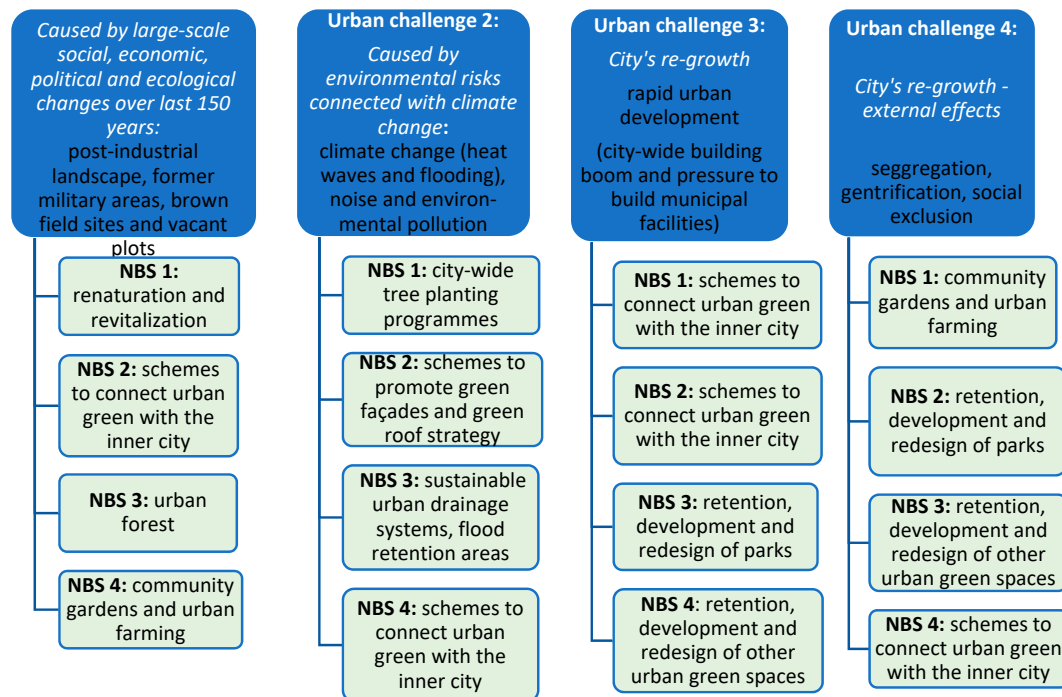 Caused by large-scale
social, economic,
political and ecological
changes over last 150
years:
post-industrial
landscape, former
military areas, brown
field sites and vacant
plots
NBS 1:
renaturation and
revitalization
NBS 2: schemes
to connect urban
green with the
inner city
NBS 3: urban
forest
NBS 4: community
gardens and urban
farming
Urban challenge 2:
Caused by
environmental risks
connected with climate
change:
climate change (heat
waves and flooding),
noise and environ-
mental pollution
NBS 1: city-wide
tree planting
programmes
NBS 2: schemes to
promote green
façades and green
roof strategy
NBS 3: sustainable
urban drainage
systems, flood
retention areas
NBS 4: schemes to
connect urban
green with the
inner city
Urban challenge 3:
City's re-growth
rapid urban
development
(city-wide building
boom and pressure to
build municipal
facilities)
NBS 1: schemes to
connect urban green
with the inner city
NBS 2: schemes to
connect urban green
with the inner city
NBS 3: retention,
development and
redesign of parks
NBS 4: retention,
development and
redesign of other
urban green spaces
Urban challenge 4:
City's re-growth -
external effects
seggregation,
gentrification, social
exclusion
NBS 1: community
gardens and urban
farming
NBS 2: retention,
development and
redesign of parks
NBS 3: retention,
development and
redesign of other
urban green spaces
NBS 4: schemes to
connect urban green
with the inner city